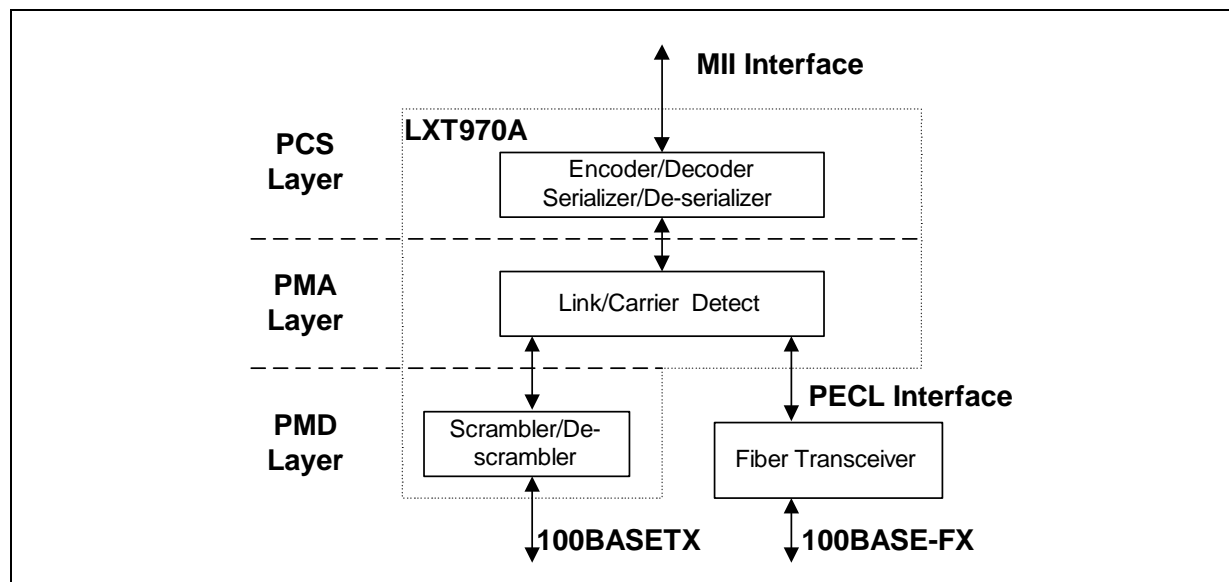 MII Interface
LXT970A
PCS
Layer
Encoder/Decoder
Serializer/De-serializer
PMA
Layer
Link/Carrier Detect
PECL Interface
PMD
Layer
Scrambler/De-
scrambler
Fiber Transceiver
100BASETX
100BASE-FX